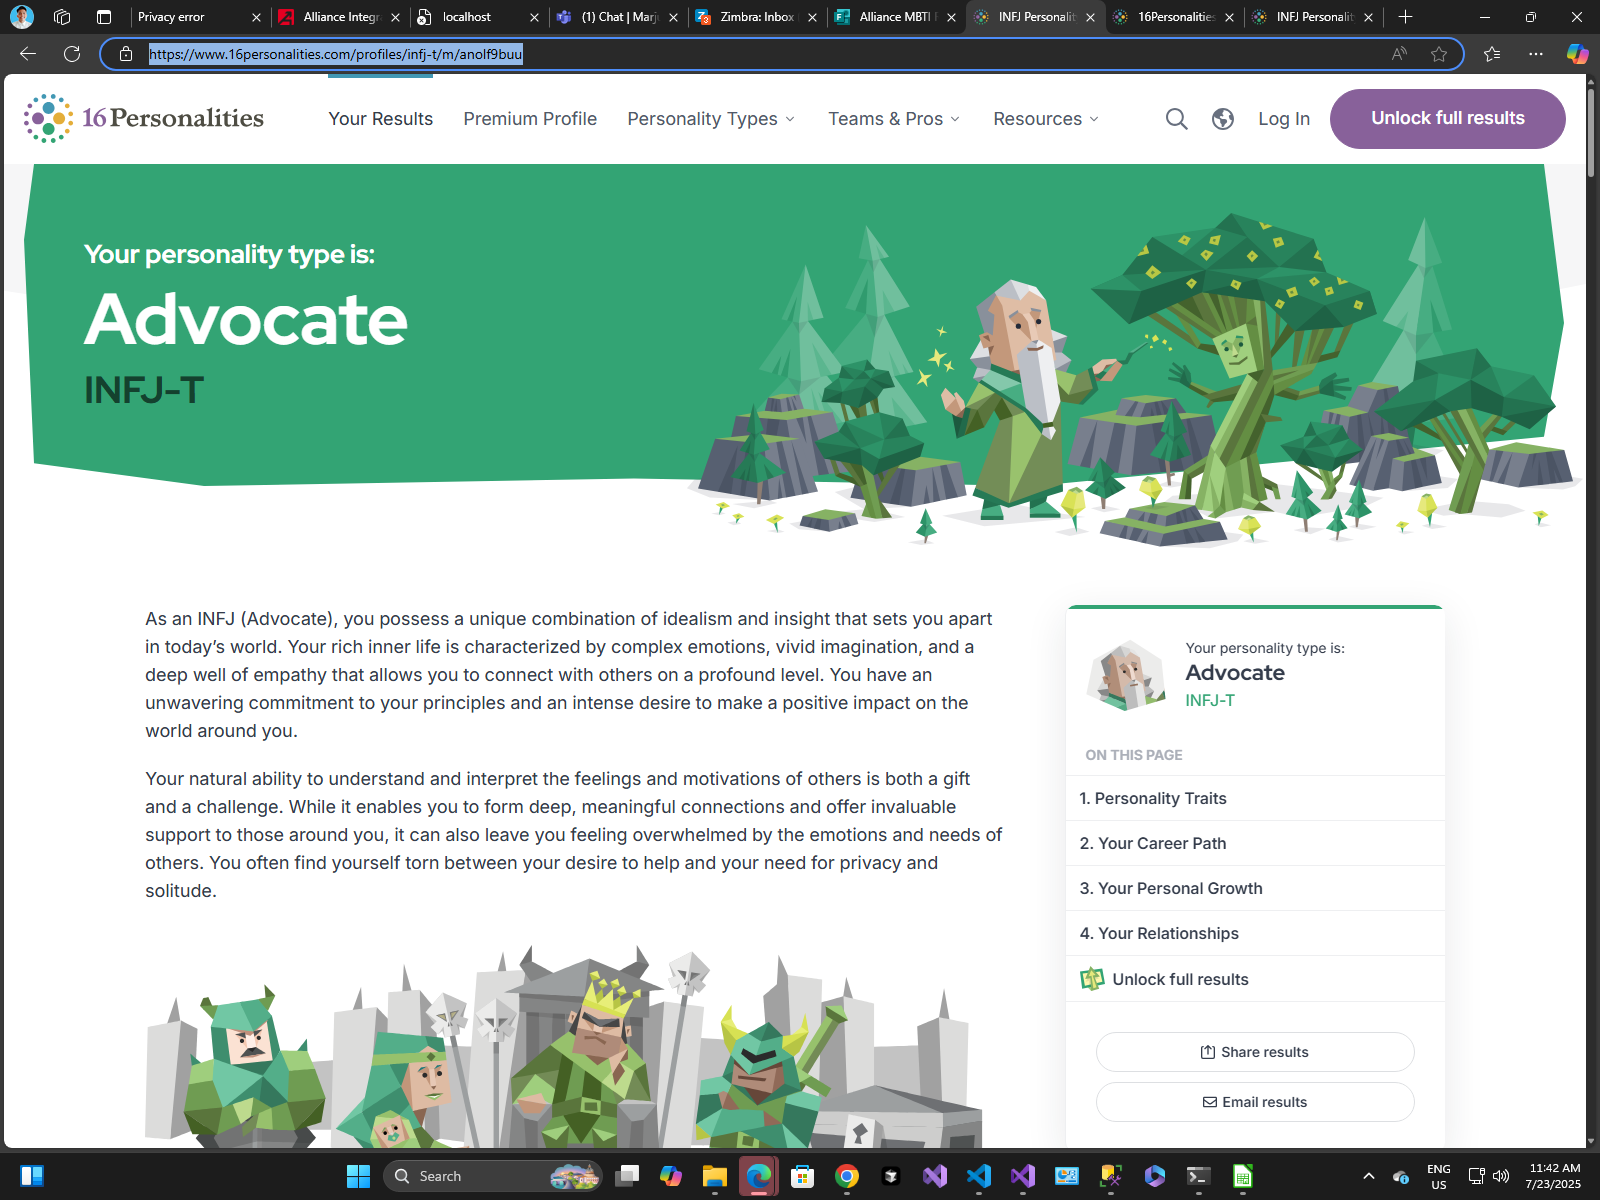 Privacy error
Alliance Integr
localhost
(1) Chat | Marj
Zimbra: Inbox
Alliance MBTI
INFJ Personalit
16Personalities
INFJ Personalit
https://www.16personalities.com/profiles/infj-t/m/anolf9buu
16Personalities
Your Results
Premium Profile
Personality Types
Teams & Pros
Resources
Log In
Unlock full results
Your personality type is:
Advocate
INFJ-T
As an INFJ (Advocate), you possess a unique combination of idealism and insight that sets you apart
in today’s world. Your rich inner life is characterized by complex emotions, vivid imagination, and a
deep well of empathy that allows you to connect with others on a profound level. You have an
unwavering commitment to your principles and an intense desire to make a positive impact on the
world around you.
Your natural ability to understand and interpret the feelings and motivations of others is both a gift
and a challenge. While it enables you to form deep, meaningful connections and offer invaluable
support to those around you, it can also leave you feeling overwhelmed by the emotions and needs of
others. You often find yourself torn between your desire to help and your need for privacy and
solitude.
Your personality type is:
Advocate
INFJ-T
ON THIS PAGE
1. Personality Traits
2. Your Career Path
3. Your Personal Growth
4. Your Relationships
Unlock full results
Share results
Email results
Search
ENG
US
11:42 AM
7/23/2025